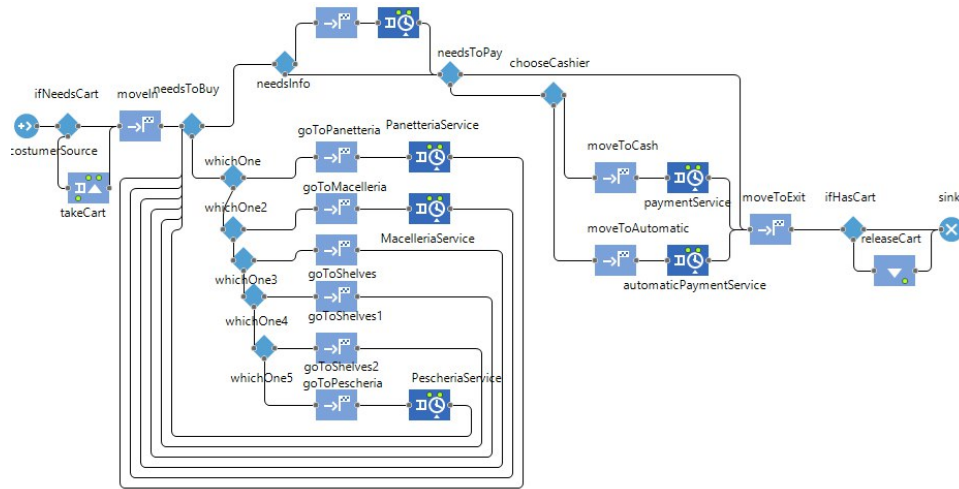 needsToPay
chooseCashier
needsInfo
ifNeedsCart
moveIn
needsToBuy
costumerSource
takeCart
goToPanetteria
PanetteriaService
whichOne
goToMacelleria
whichOne2
MacelleriaService
goToShelves
whichOne3
goToShelves1
whichOne4
goToShelves2
whichOne5
goToPescheria
PescheriaService
moveToCash
paymentService
moveToExit
ifHasCart
sink
moveToAutomatic
releaseCart
automaticPaymentService